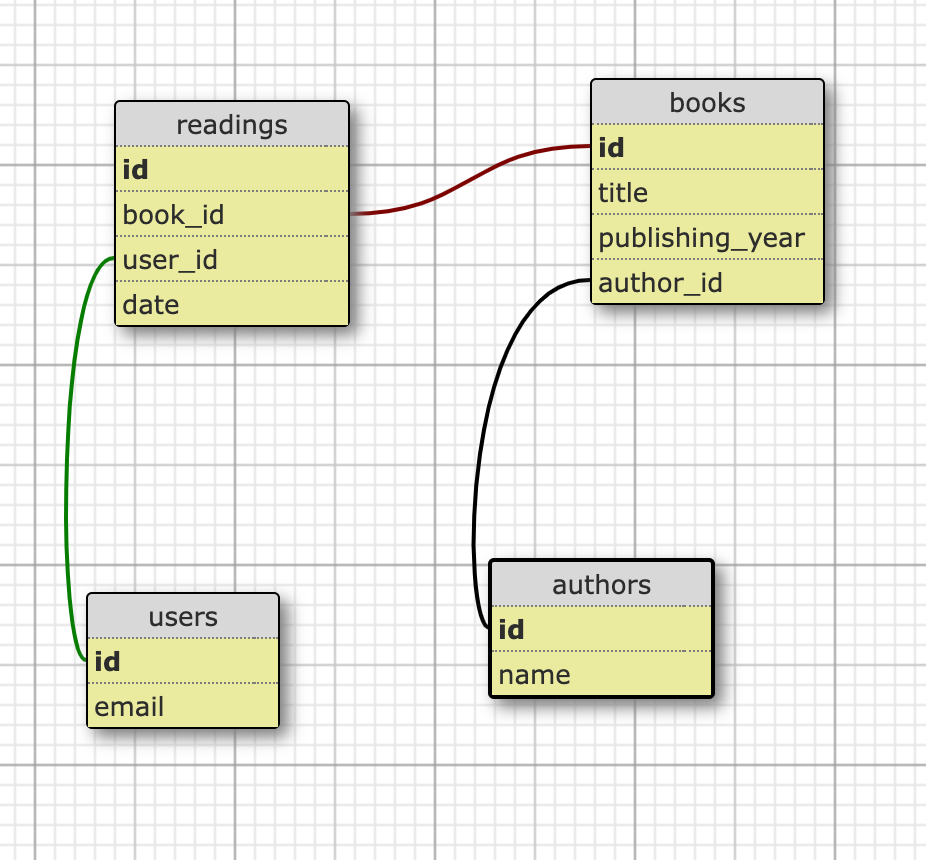 readings
id
book_id
user_id
date
books
id
title
publishing_year
author_id
users
id
email
authors
id
name